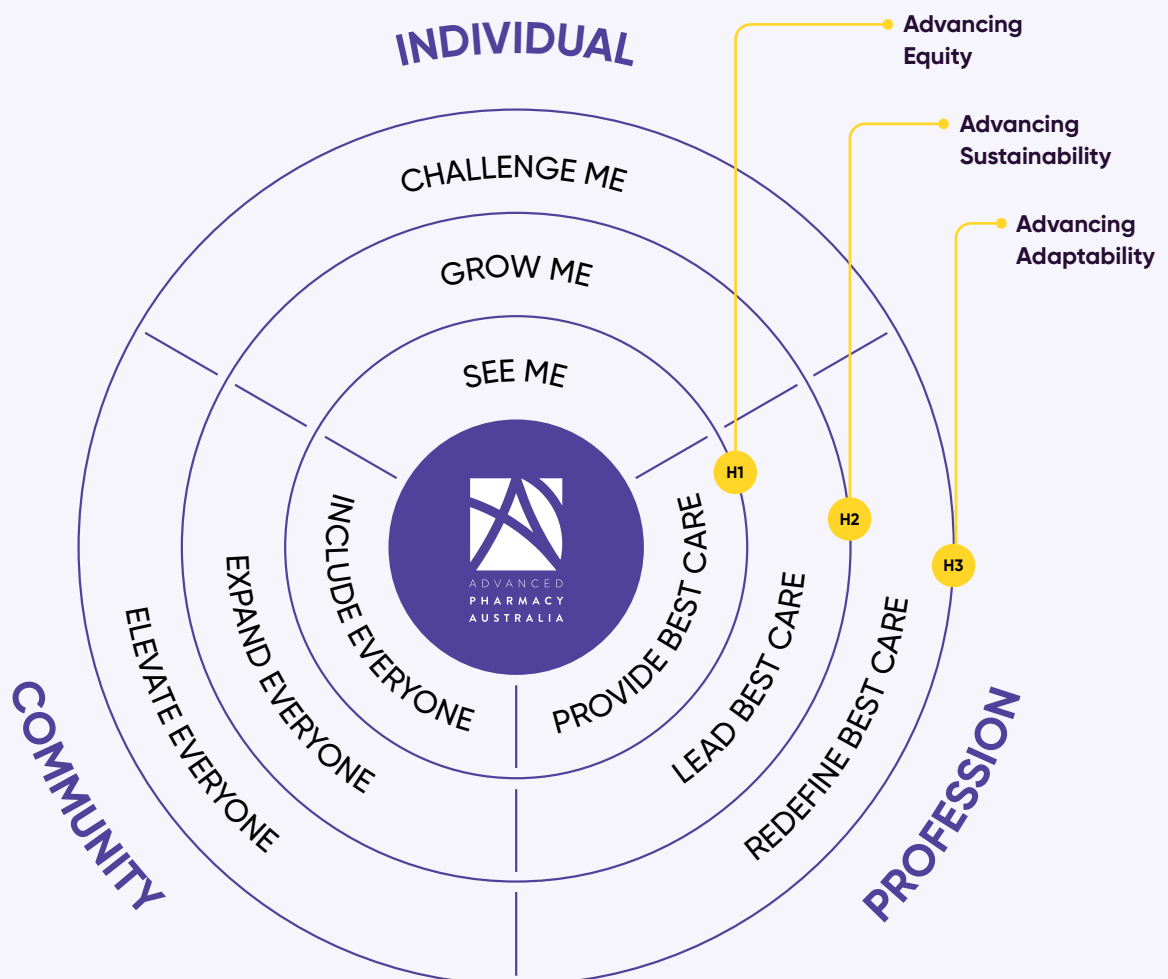 INDIVIDUAL
Advancing
Equity
Advancing
Sustainability
Advancing
Adaptability
CHALLENGE ME
GROW ME
SEE ME
H1
H2
H3
ADVANCED
PHARMACY
AUSTRALIA
INCLUDE EVERYONE
EXPAND EVERYONE
ELEVATE EVERYONE
PROVIDE BEST CARE
LEAD BEST CARE
REDEFINE BEST CARE
COMMUNITY
PROFESSION